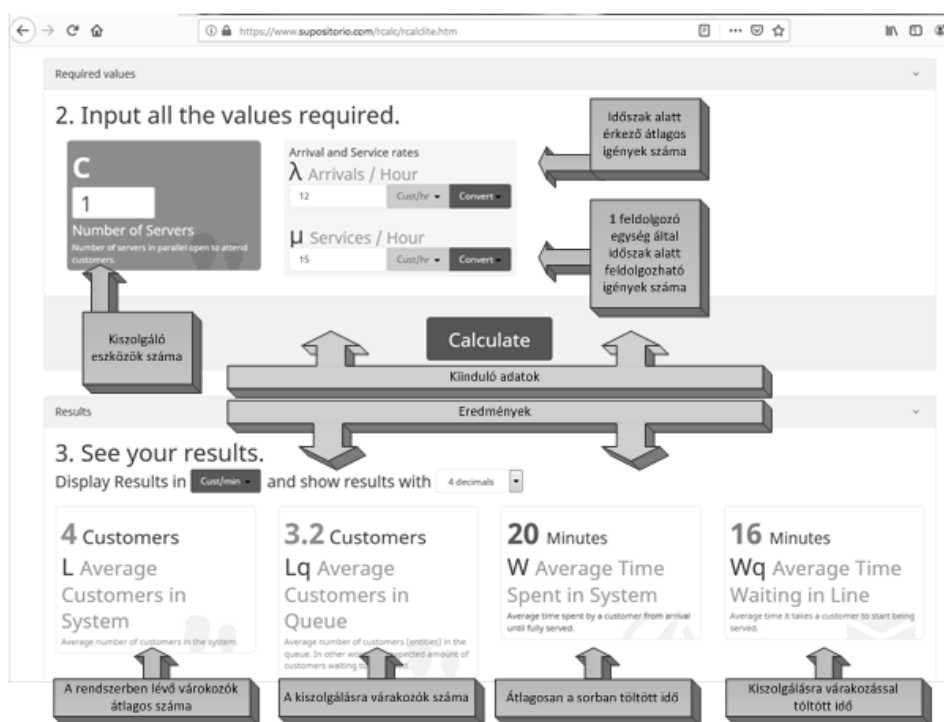 https://www.supositorio.com/rcalc/rcalclite.htm
Required values
2. Input all the values required.
Időszak alatt
érkező átlagos
igények száma
C
1
Number of Servers
Number of servers in parallel open to attend
customers.
Arrival and Service rates
λ Arrivals / Hour
12
Cust/hr
Convert
μ Services / Hour
15
Cust/hr
Convert
1 feldolgozó
egység által
időszak alatt
feldolgozható
igények száma
Kiszolgáló
eszközök száma
Calculate
Kiinduló adatok
Eredmények
Results
3. See your results.
Display Results in Cust/min and show results with 4 decimals
4 Customers
L Average
Customers in
System
Average number of customers in the system.
3.2 Customers
Lq Average
Customers in
Queue
Average number of customers (entities) in the
queue. In other expected amount of
customers waiting
20 Minutes
W Average Time
Spent in System
Average time spent by a customer from arrival
until fully served.
16 Minutes
Wq Average Time
Waiting in Line
Average time it takes a customer to start being
served.
A rendszerben lévő várokozók
átlagos száma
A kiszolgálásra várakozók száma
Átlagosan a sorban töltött idő
Kiszolgálásra várakozással
töltött idő